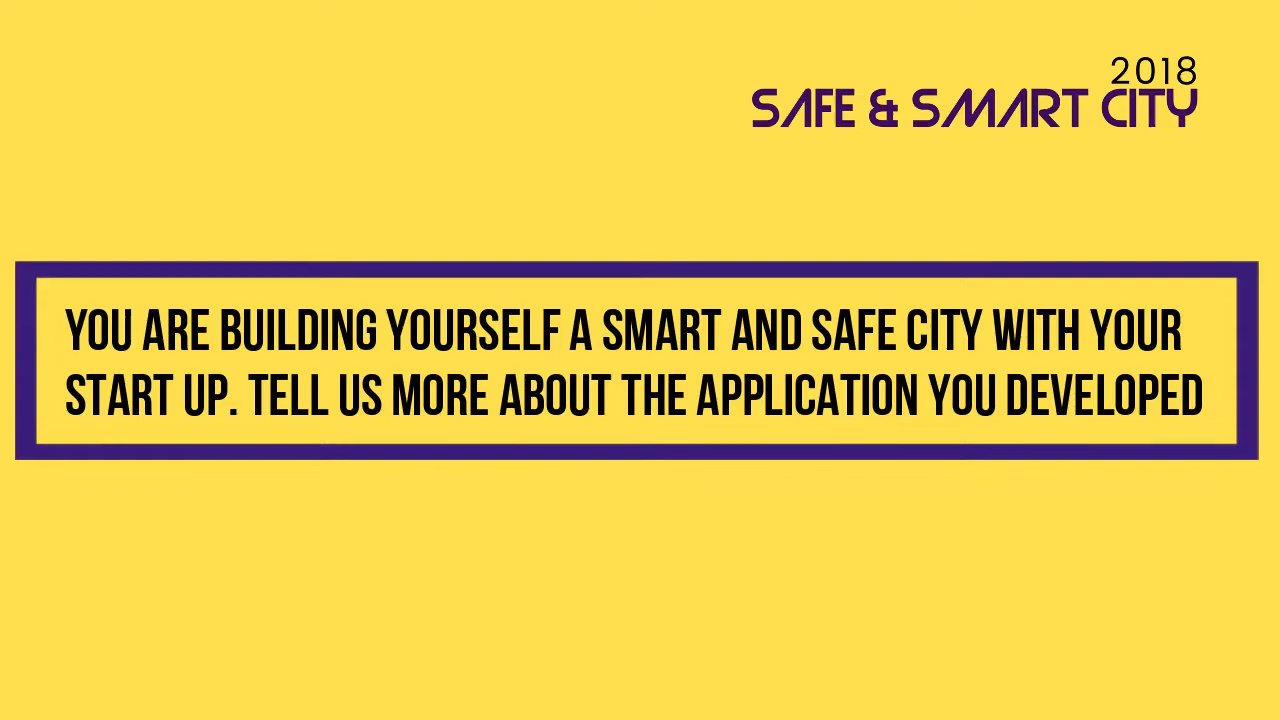 2018
SAFE & SMART CITY
YOU ARE BUILDING YOURSELF A SMART AND SAFE CITY WITH YOUR
START UP. TELL US MORE ABOUT THE APPLICATION YOU DEVELOPED